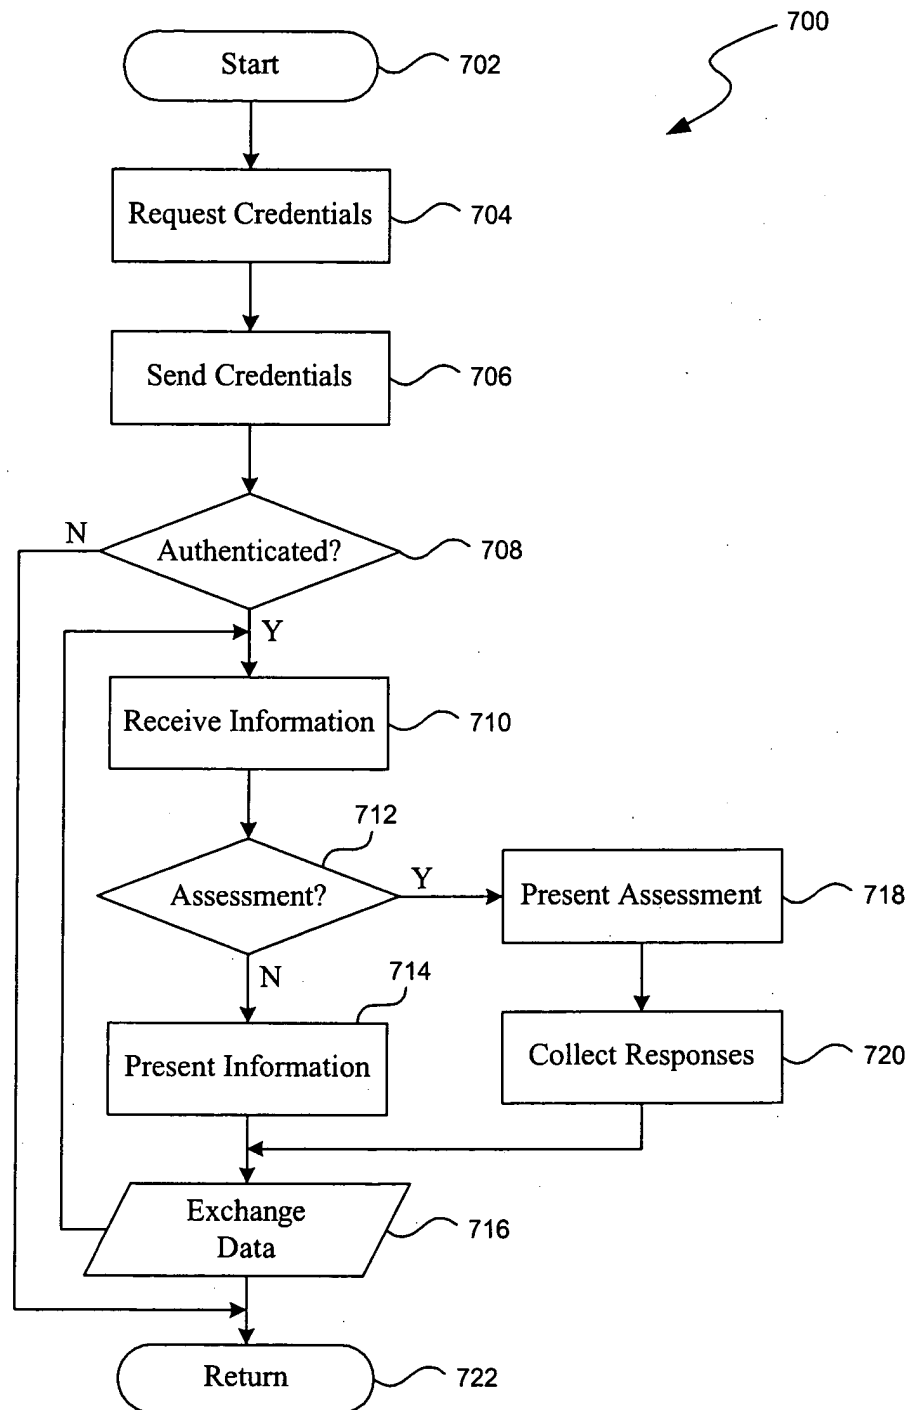 700
Start
702
Request Credentials
704
Send Credentials
706
N
Authenticated?
708
Y
Receive Information
710
712
Assessment?
Y
Present Assessment
718
N
714
Present Information
Collect Responses
720
Exchange
Data
716
Return
722